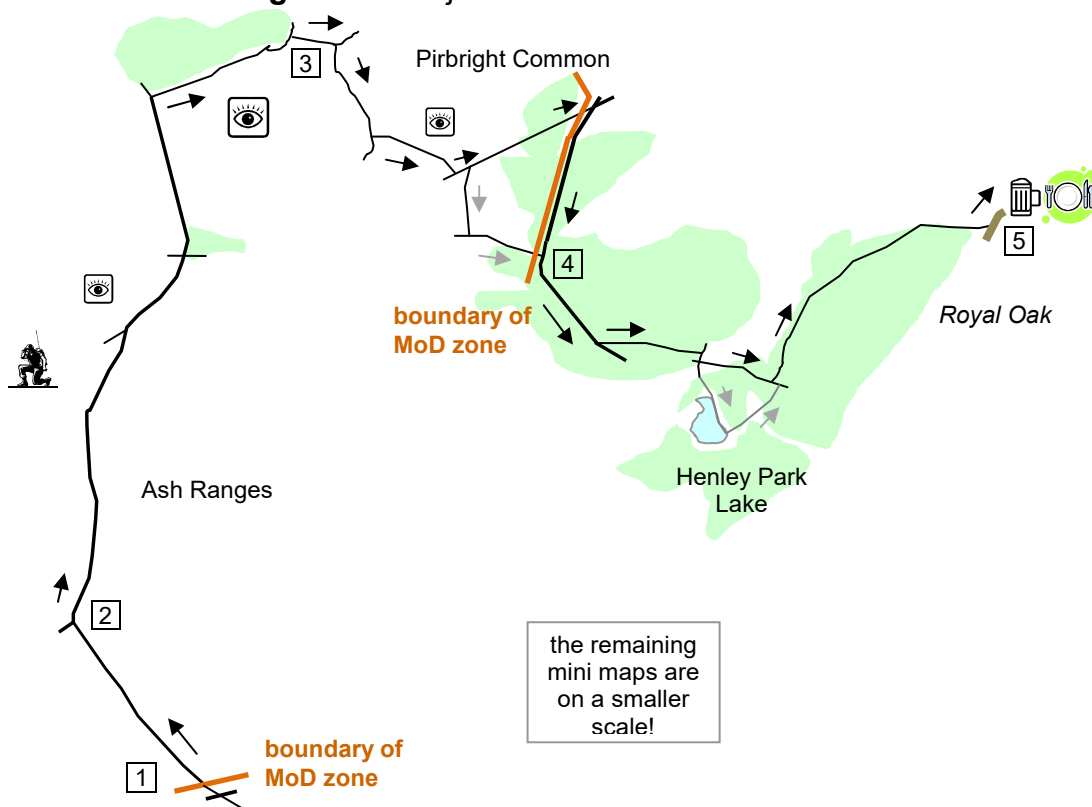 3
Pirbright Common
5
4
Royal Oak
boundary of
MoD zone
Henley Park
Lake
Ash Ranges
2
the remaining
mini maps are
on a smaller
scale!
boundary of
MoD zone
1